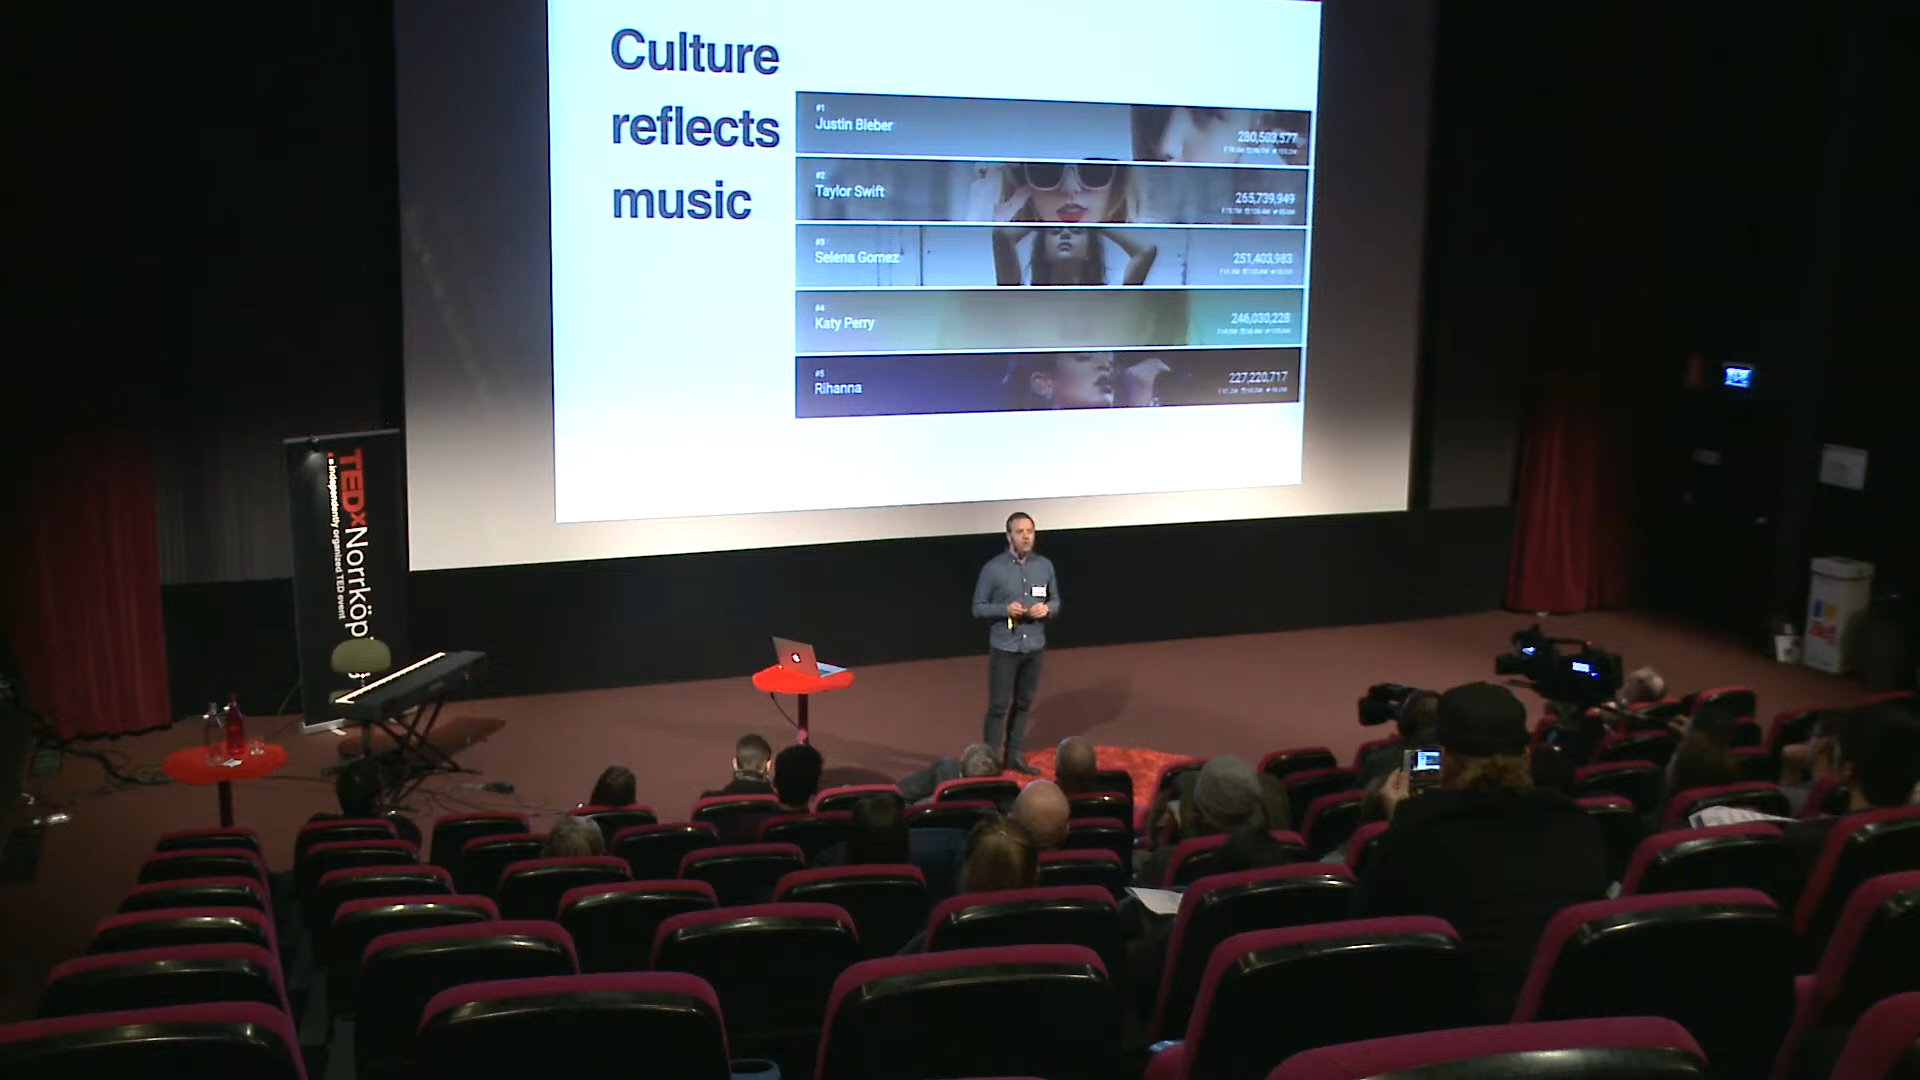 Culture
reflects
music
#1
Justin Bieber
280,503,577
#2
Taylor Swift
265,739,949
#3
Selena Gomez
251,403,983
#4
Katy Perry
246,030,228
#5
Rihanna
227,220,717
TEDxNorrköp
independently organized TED event